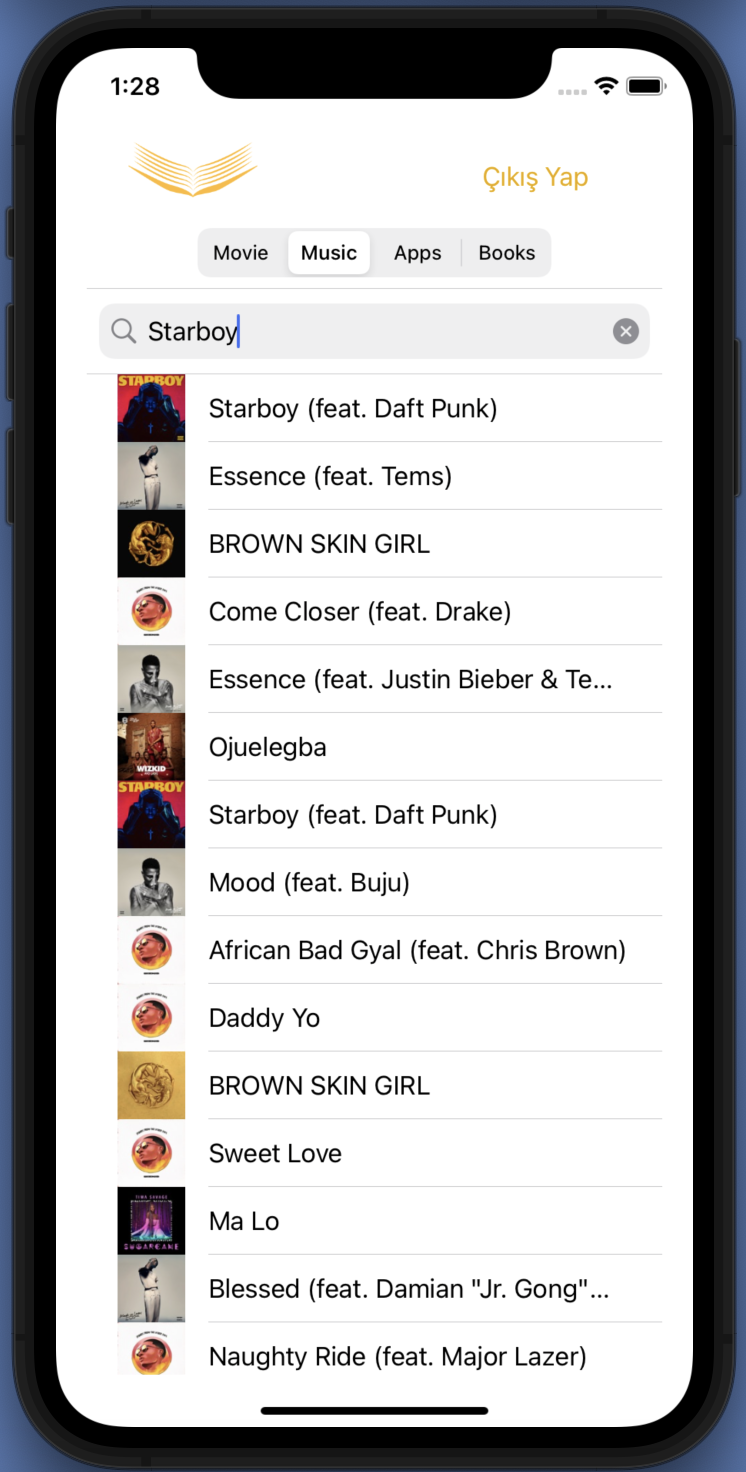 1:28
Çıkış Yap
Movie Music Apps Books
Starboy
STARBOY
Starboy (feat. Daft Punk)
Essence (feat. Tems)
BROWN SKIN GIRL
Come Closer (feat. Drake)
Essence (feat. Justin Bieber & Te...
WIZKID
Ojuelegba
STARBOY
Starboy (feat. Daft Punk)
Mood (feat. Buju)
African Bad Gyal (feat. Chris Brown)
Daddy Yo
BROWN SKIN GIRL
Sweet Love
TIWA SAVAGE
SUGARCANE
Ma Lo
Blessed (feat. Damian "Jr. Gong"...
Naughty Ride (feat. Major Lazer)